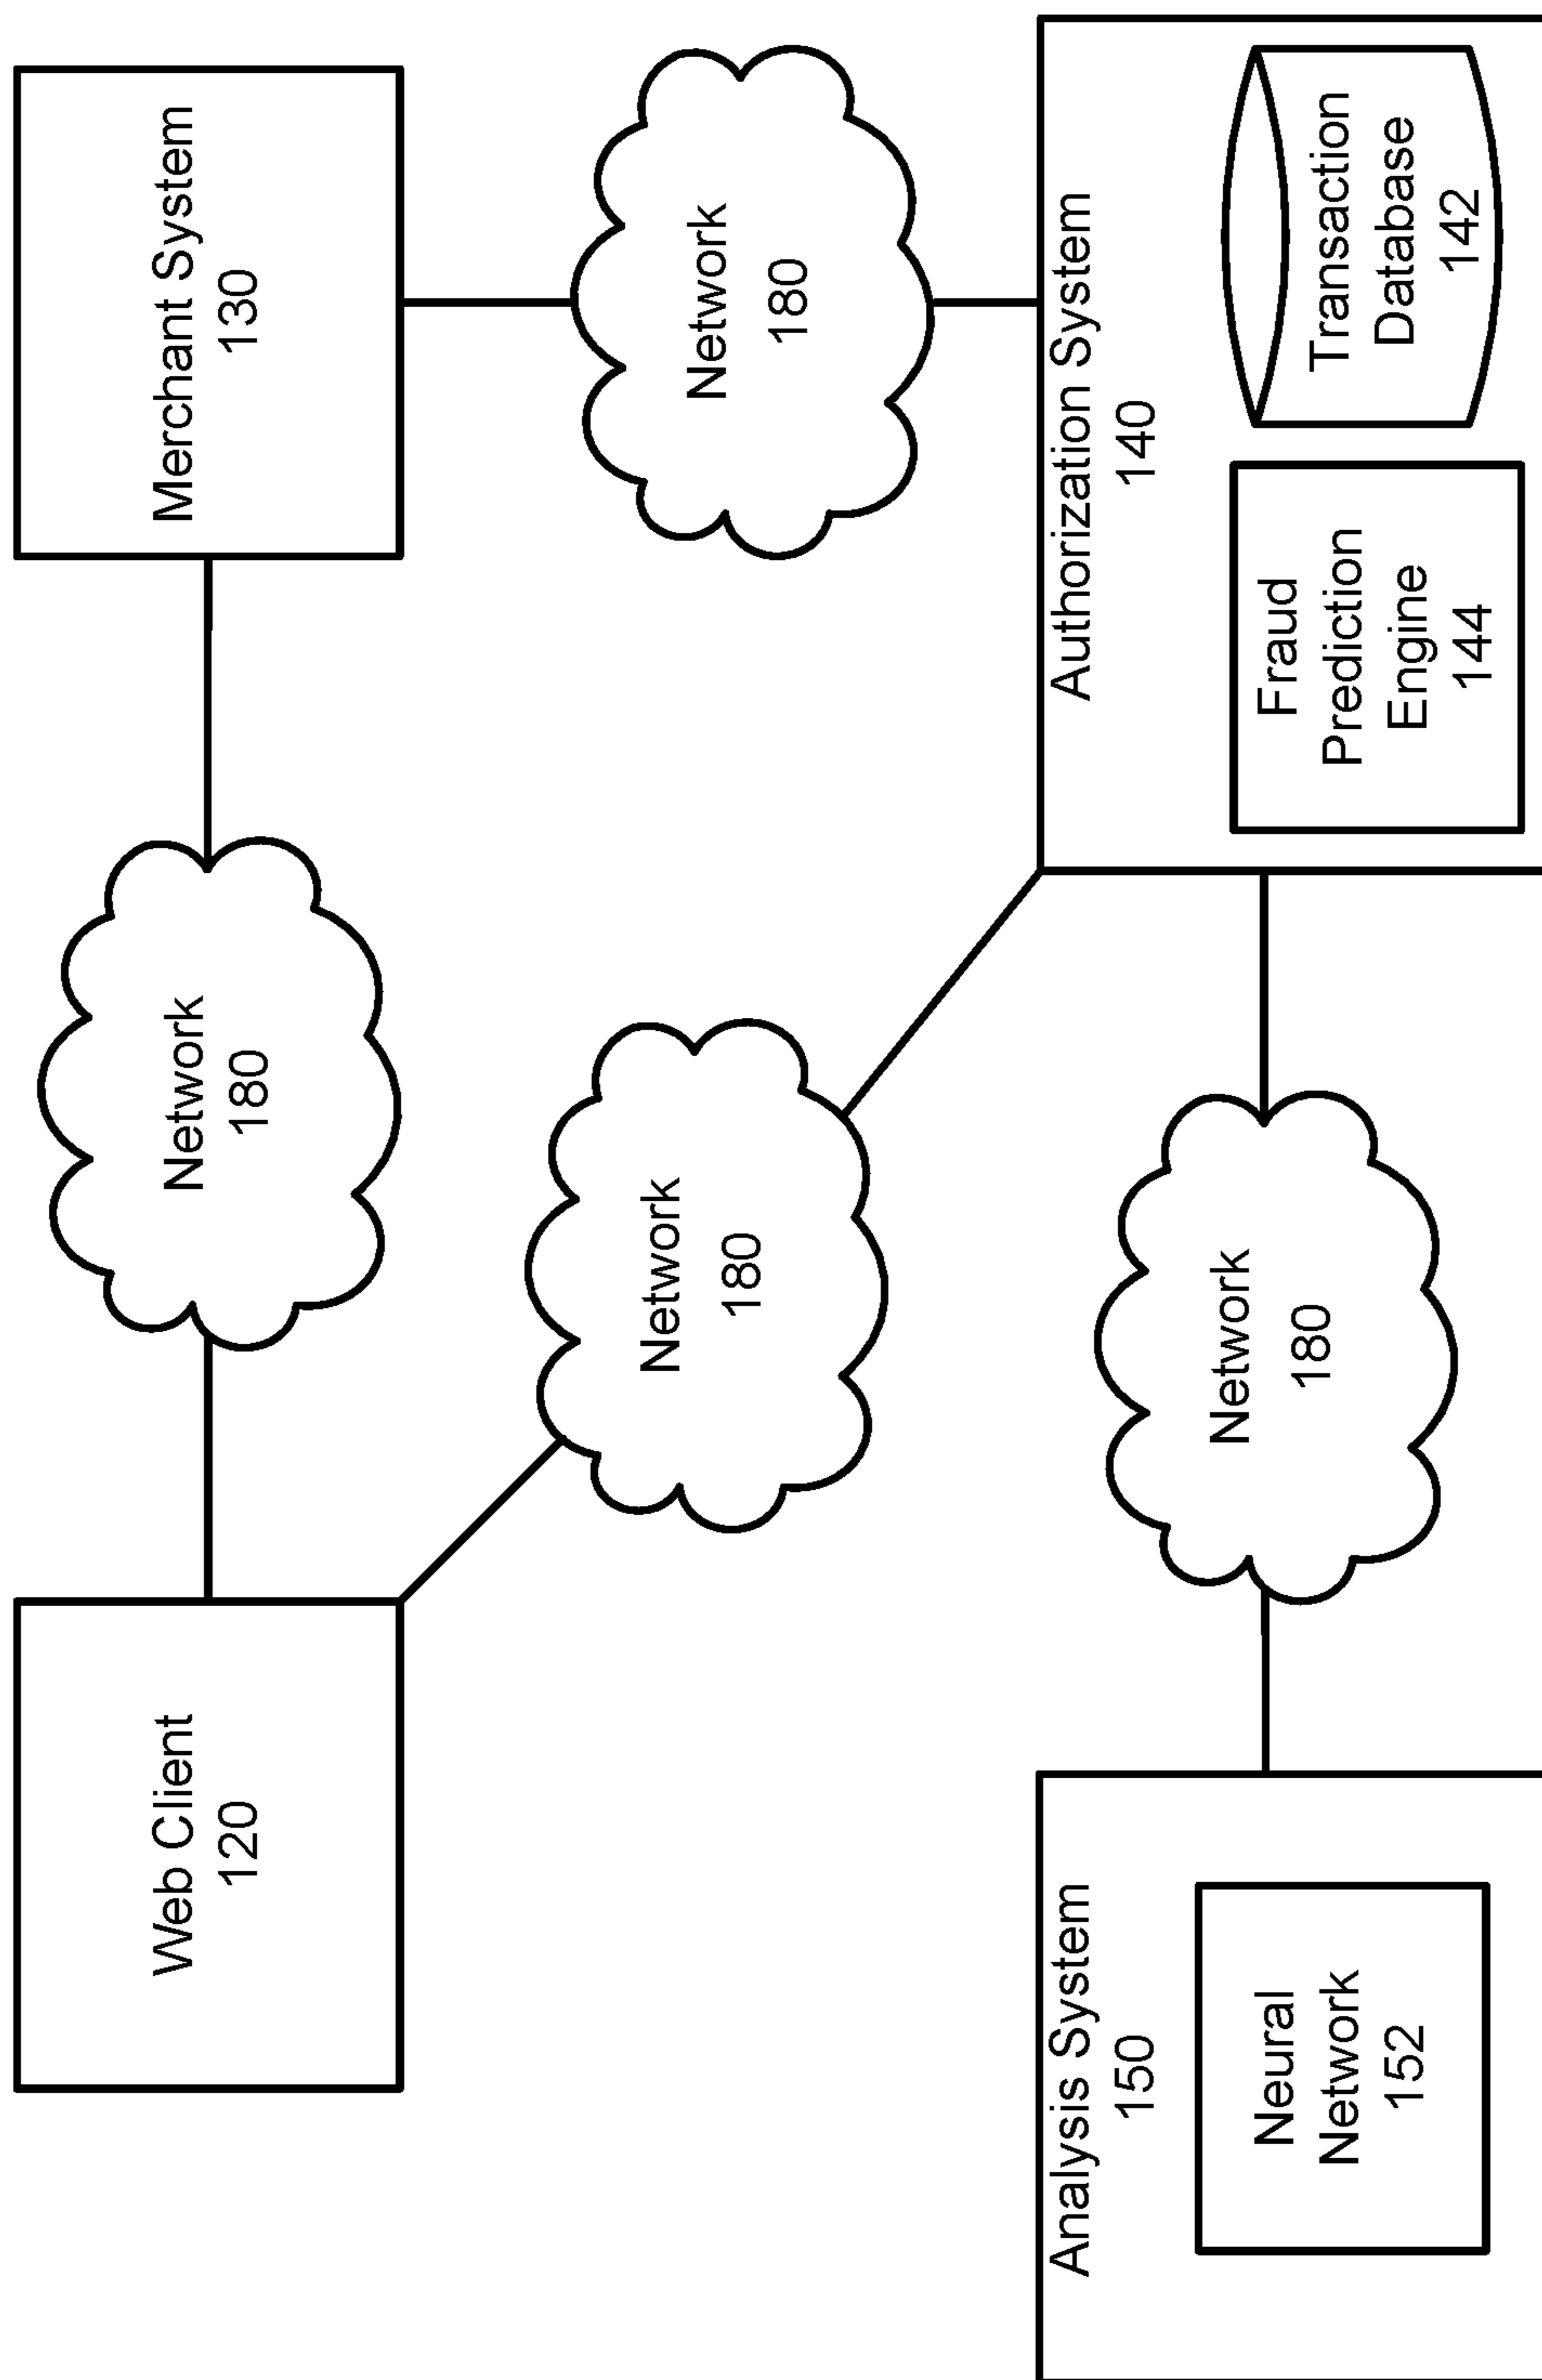 Web Client
120
Network
180
Merchant System
130
Network
180
Network
180
Analysis System
150
Neural
Network
152
Network
180
Authorization System
140
Fraud
Prediction
Engine
144
Transaction
Database
142